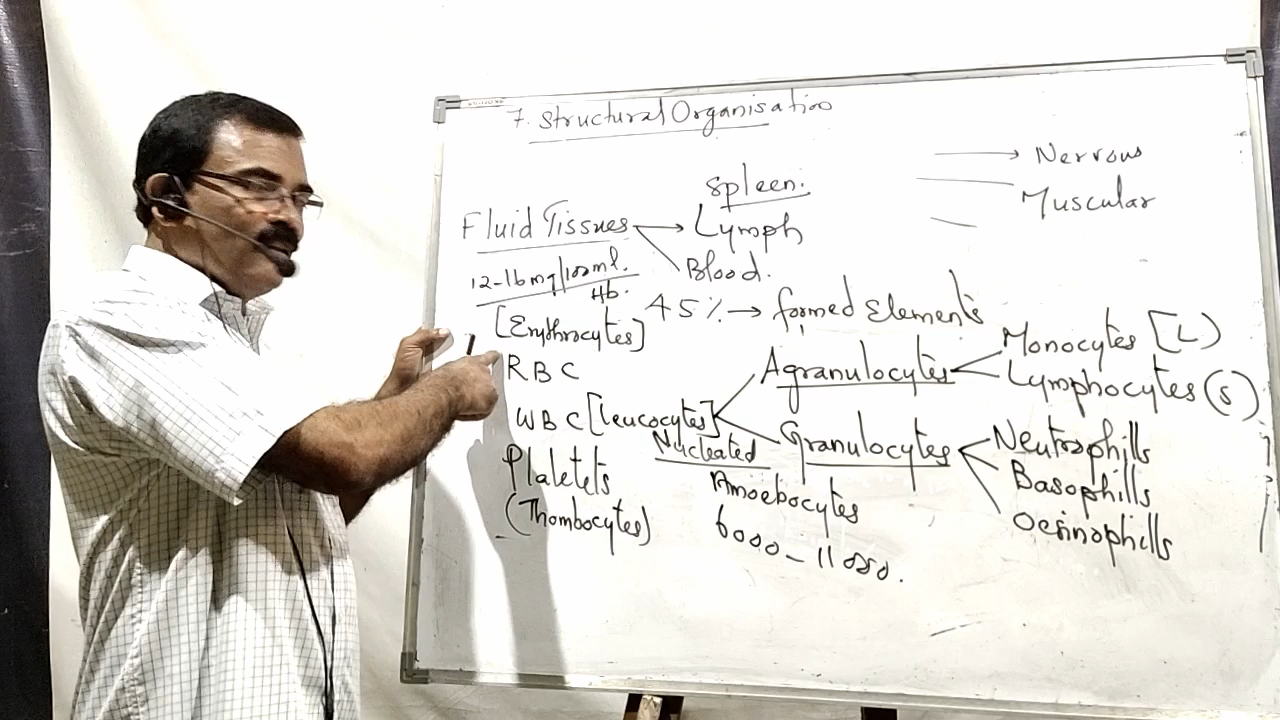 7. Structural Organisation
Nervous
Muscular
Spleen.
Fluid Tissues → Lymph
Blood.
12-16mg/100ml.
Hb.
45% → formed Elements
[Erythrocytes]
RBC
Agranulocytes
Monocytes [L]
Lymphocytes (S)
WBC [Leucocytes]
Nucleated
Granulocytes
Neutrophills
Basophills
Oesinophills
Amoebocytes
6000-11000.
Platelets
(Thombocytes)